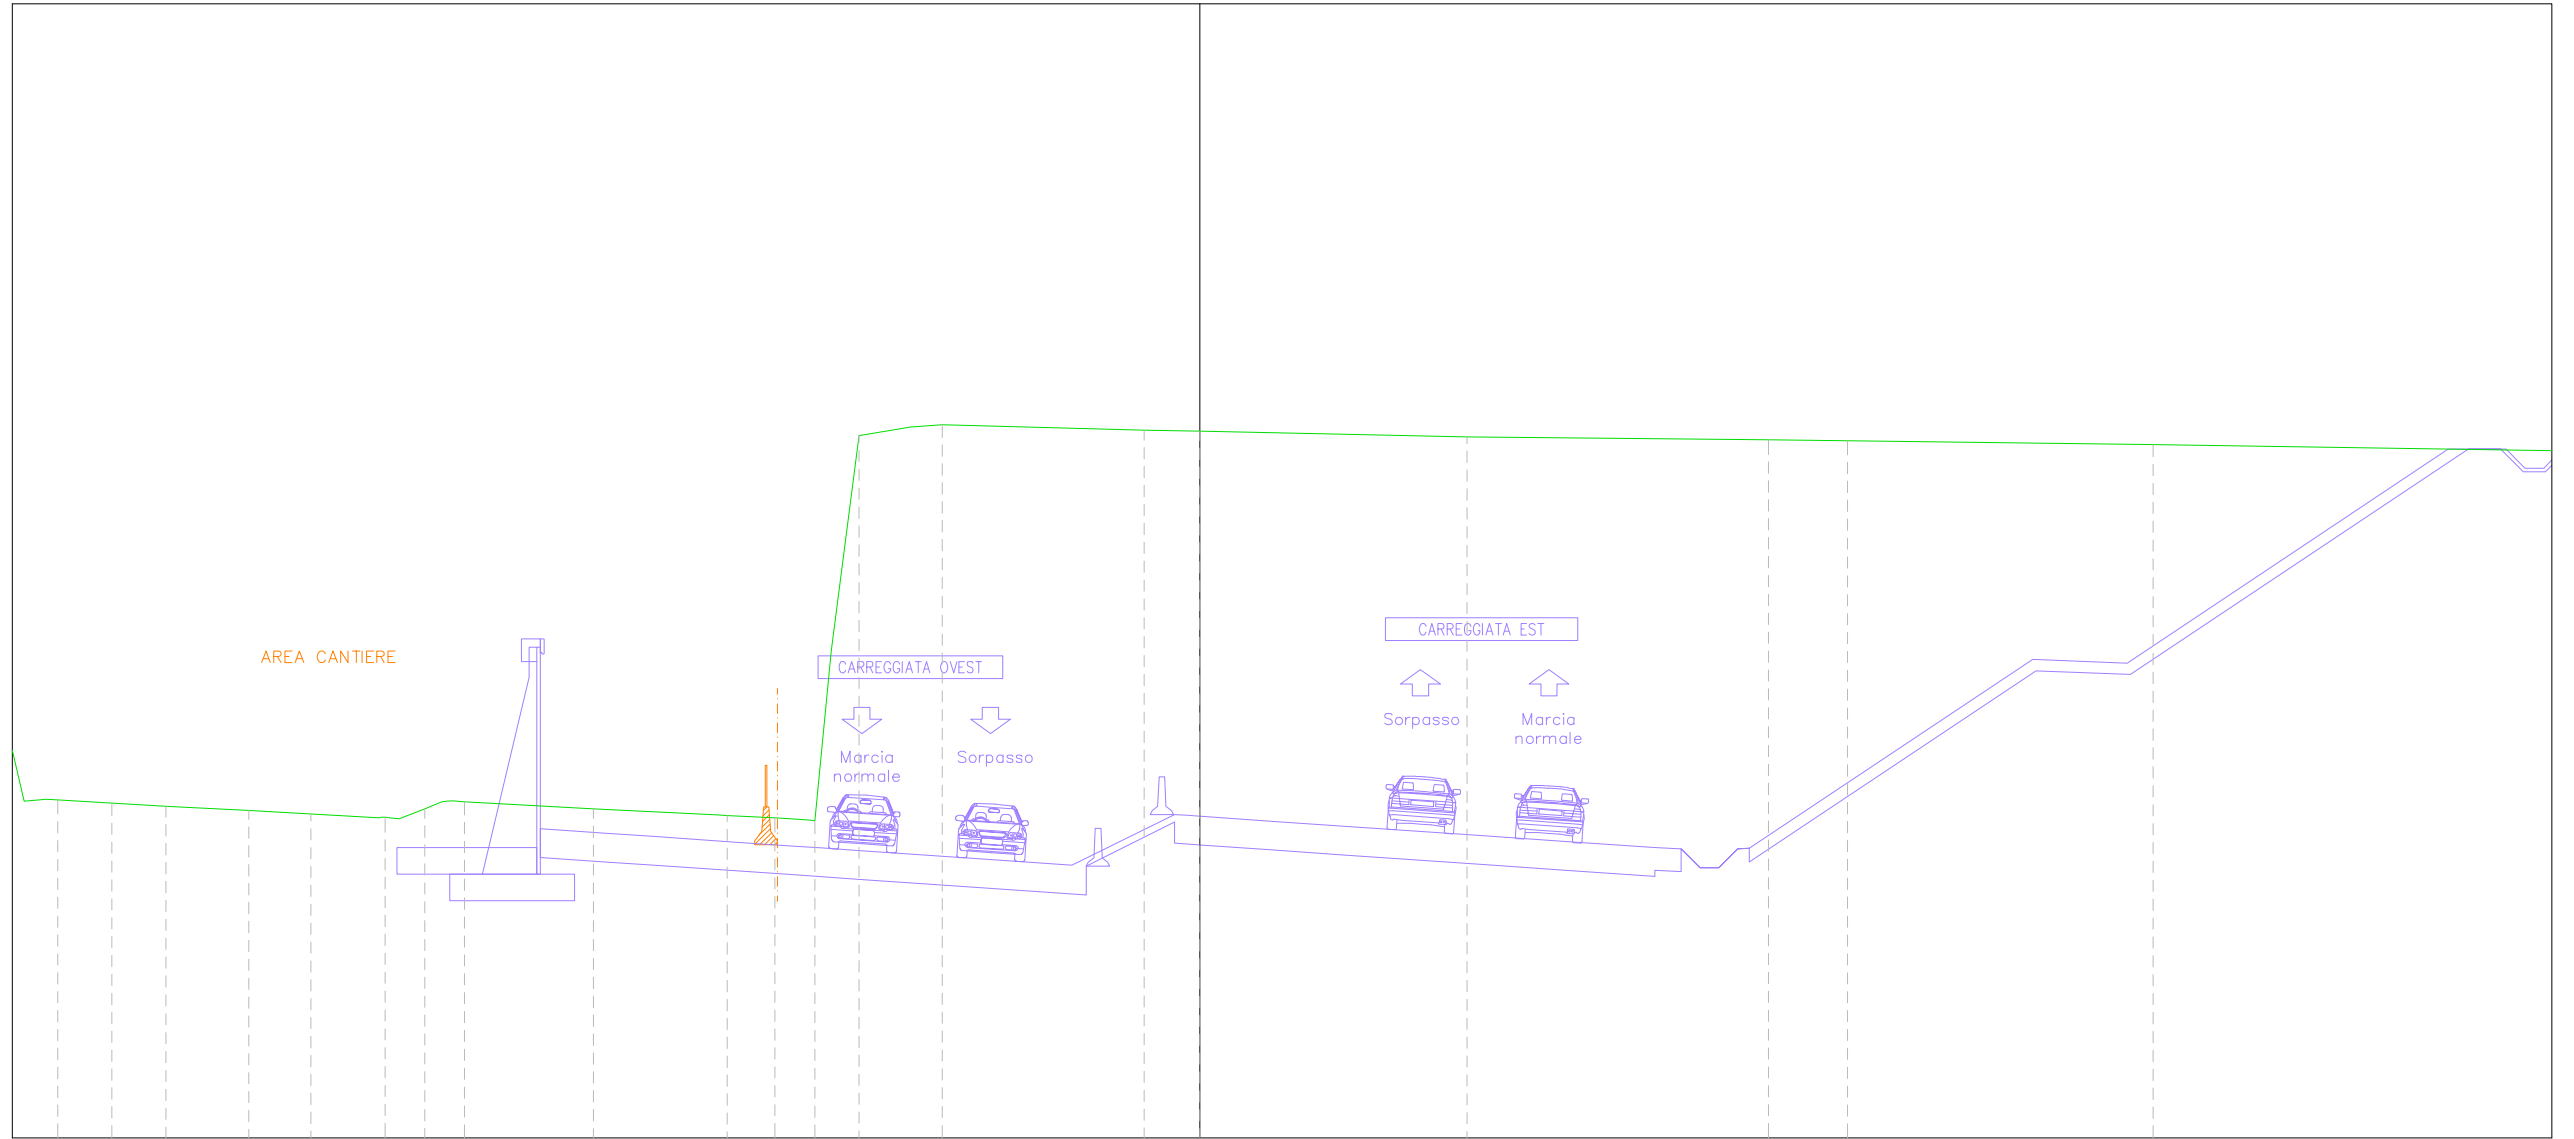 AREA CANTIERE
CARREGGIATA OVEST
Marcia
normale
Sorpasso
CARREGGIATA EST
Sorpasso
Marcia
normale